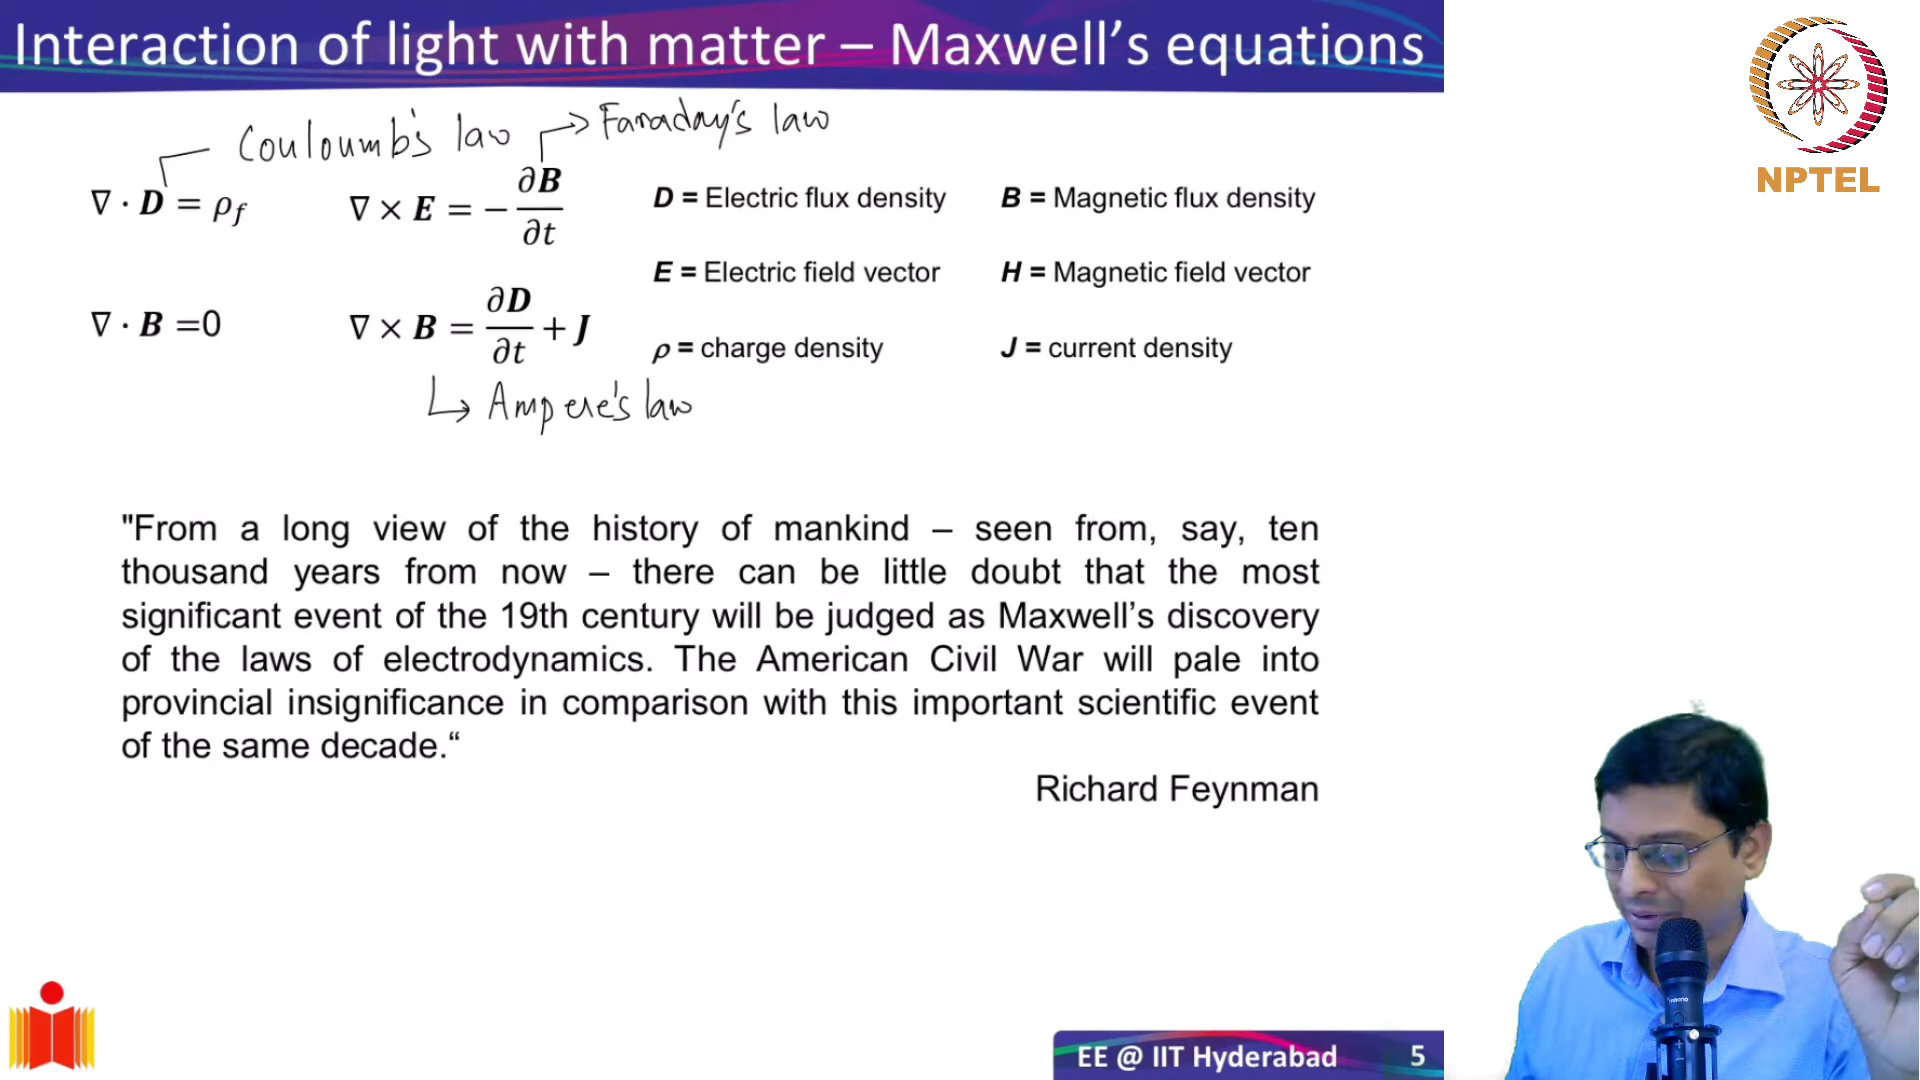 Interaction of light with matter – Maxwell's equations
NPTEL
Couloumb's law
Faraday's law
∇ · D = ρf
∇ × E = − ∂B/∂t
D = Electric flux density
B = Magnetic flux density
E = Electric field vector
H = Magnetic field vector
∇ · B =0
∇ × B = ∂D/∂t + J
ρ = charge density
J = current density
Ampere's law
"From a long view of the history of mankind – seen from, say, ten
thousand years from now – there can be little doubt that the most
significant event of the 19th century will be judged as Maxwell’s discovery
of the laws of electrodynamics. The American Civil War will pale into
provincial insignificance in comparison with this important scientific event
of the same decade.“
Richard Feynman
EE @ IIT Hyderabad 5